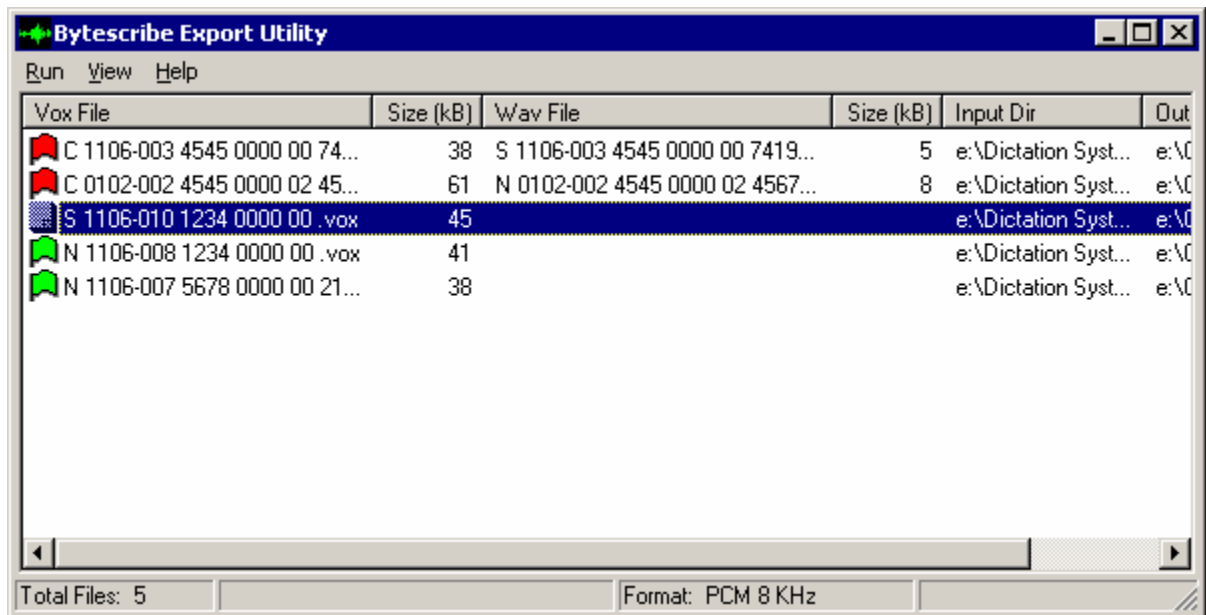 Bytescribe Export Utility
Run View Help
Vox File Size (kB) Wav File Size (kB) Input Dir Out
C 1106-003 4545 0000 00 74... 38 S 1106-003 4545 0000 00 7419... 5 e:\Dictation Syst... e:\
C 0102-002 4545 0000 02 45... 61 N 0102-002 4545 0000 02 4567... 8 e:\Dictation Syst... e:\
S 1106-010 1234 0000 00 .vox 45 e:\Dictation Syst... e:\
N 1106-008 1234 0000 00 .vox 41 e:\Dictation Syst... e:\
N 1106-007 5678 0000 00 21... 38 e:\Dictation Syst... e:\
Total Files: 5 Format: PCM 8 KHz